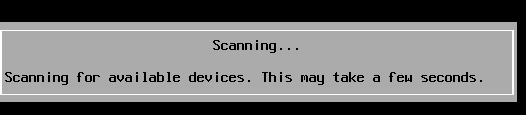 Scanning...
Scanning for available devices. This may take a few seconds.